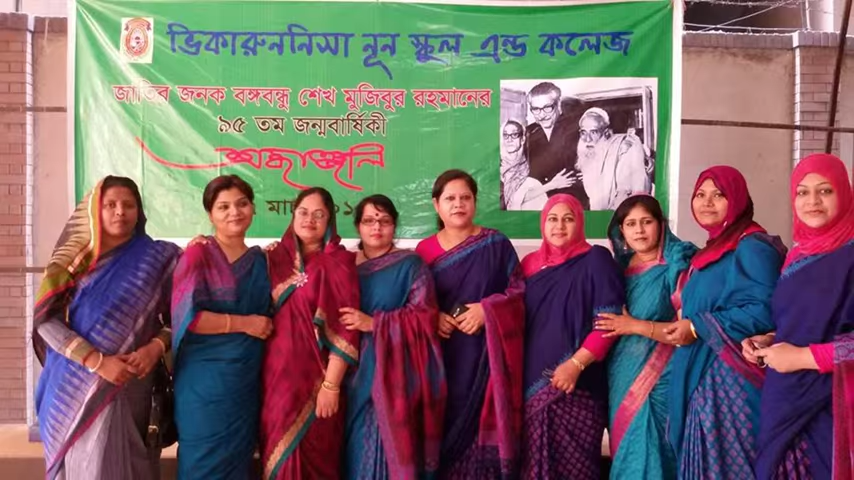 ভিকারুননিসা নূন স্কুল এন্ড কলেজ
জাতির জনক বঙ্গবন্ধু শেখ মুজিবুর রহমানের
৯৫ তম জন্মবার্ষিকী
শ্রদ্ধাঞ্জলি